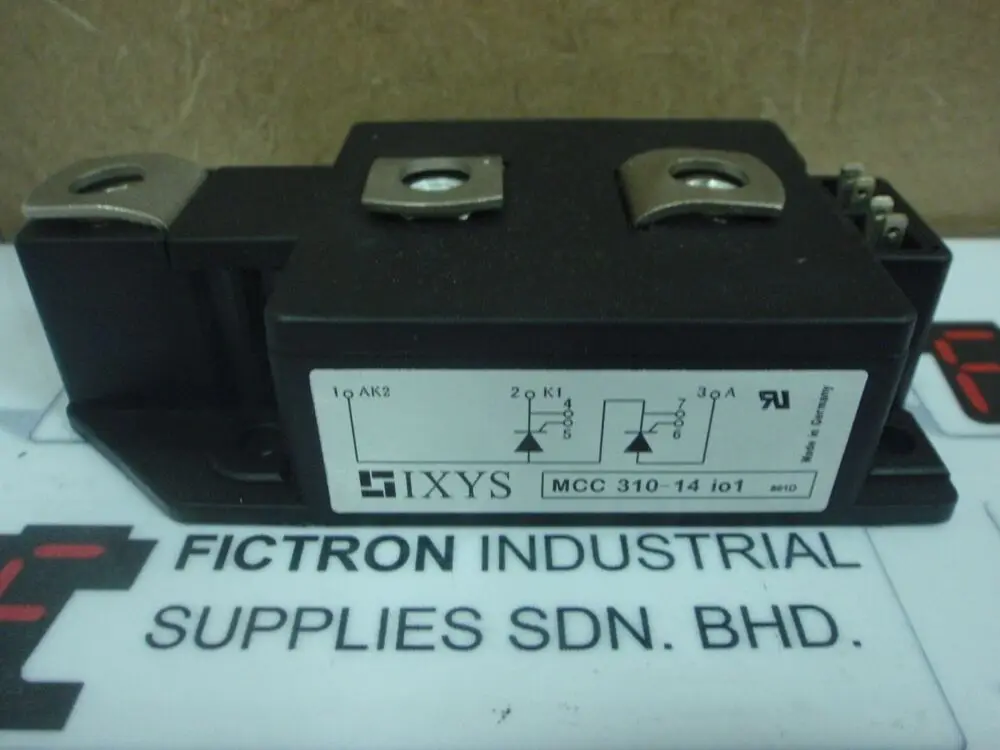 1 AK2 2 K1 3 A
4 5 7 6
Made in Germany
IXYS MCC 310-14 io1
FICTRON INDUSTRIAL
SUPPLIES SDN. BHD.